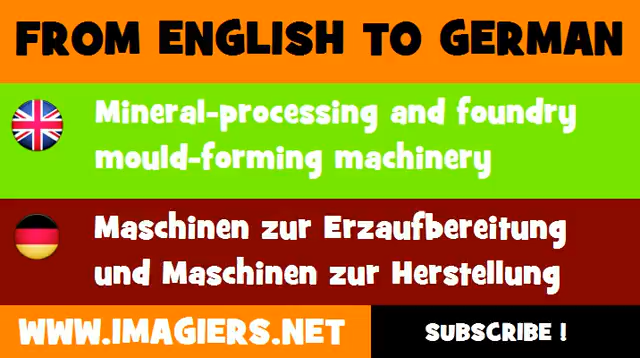 FROM ENGLISH TO GERMAN
Mineral-processing and foundry
mould-forming machinery
Maschinen zur Erzaufbereitung
und Maschinen zur Herstellung
WWW.IMAGIERS.NET
SUBSCRIBE !